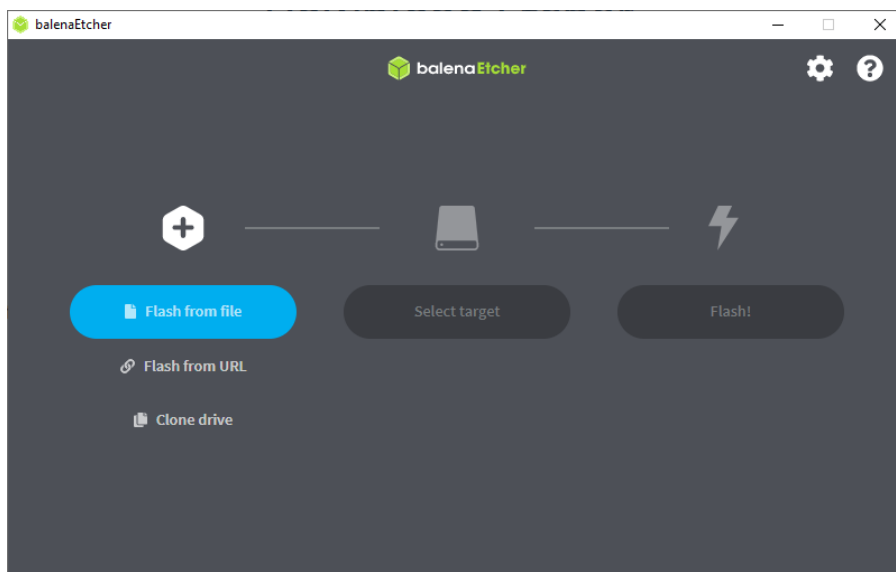 balenaEtcher
balenaEtcher
Flash from file
Select target
Flash!
Flash from URL
Clone drive